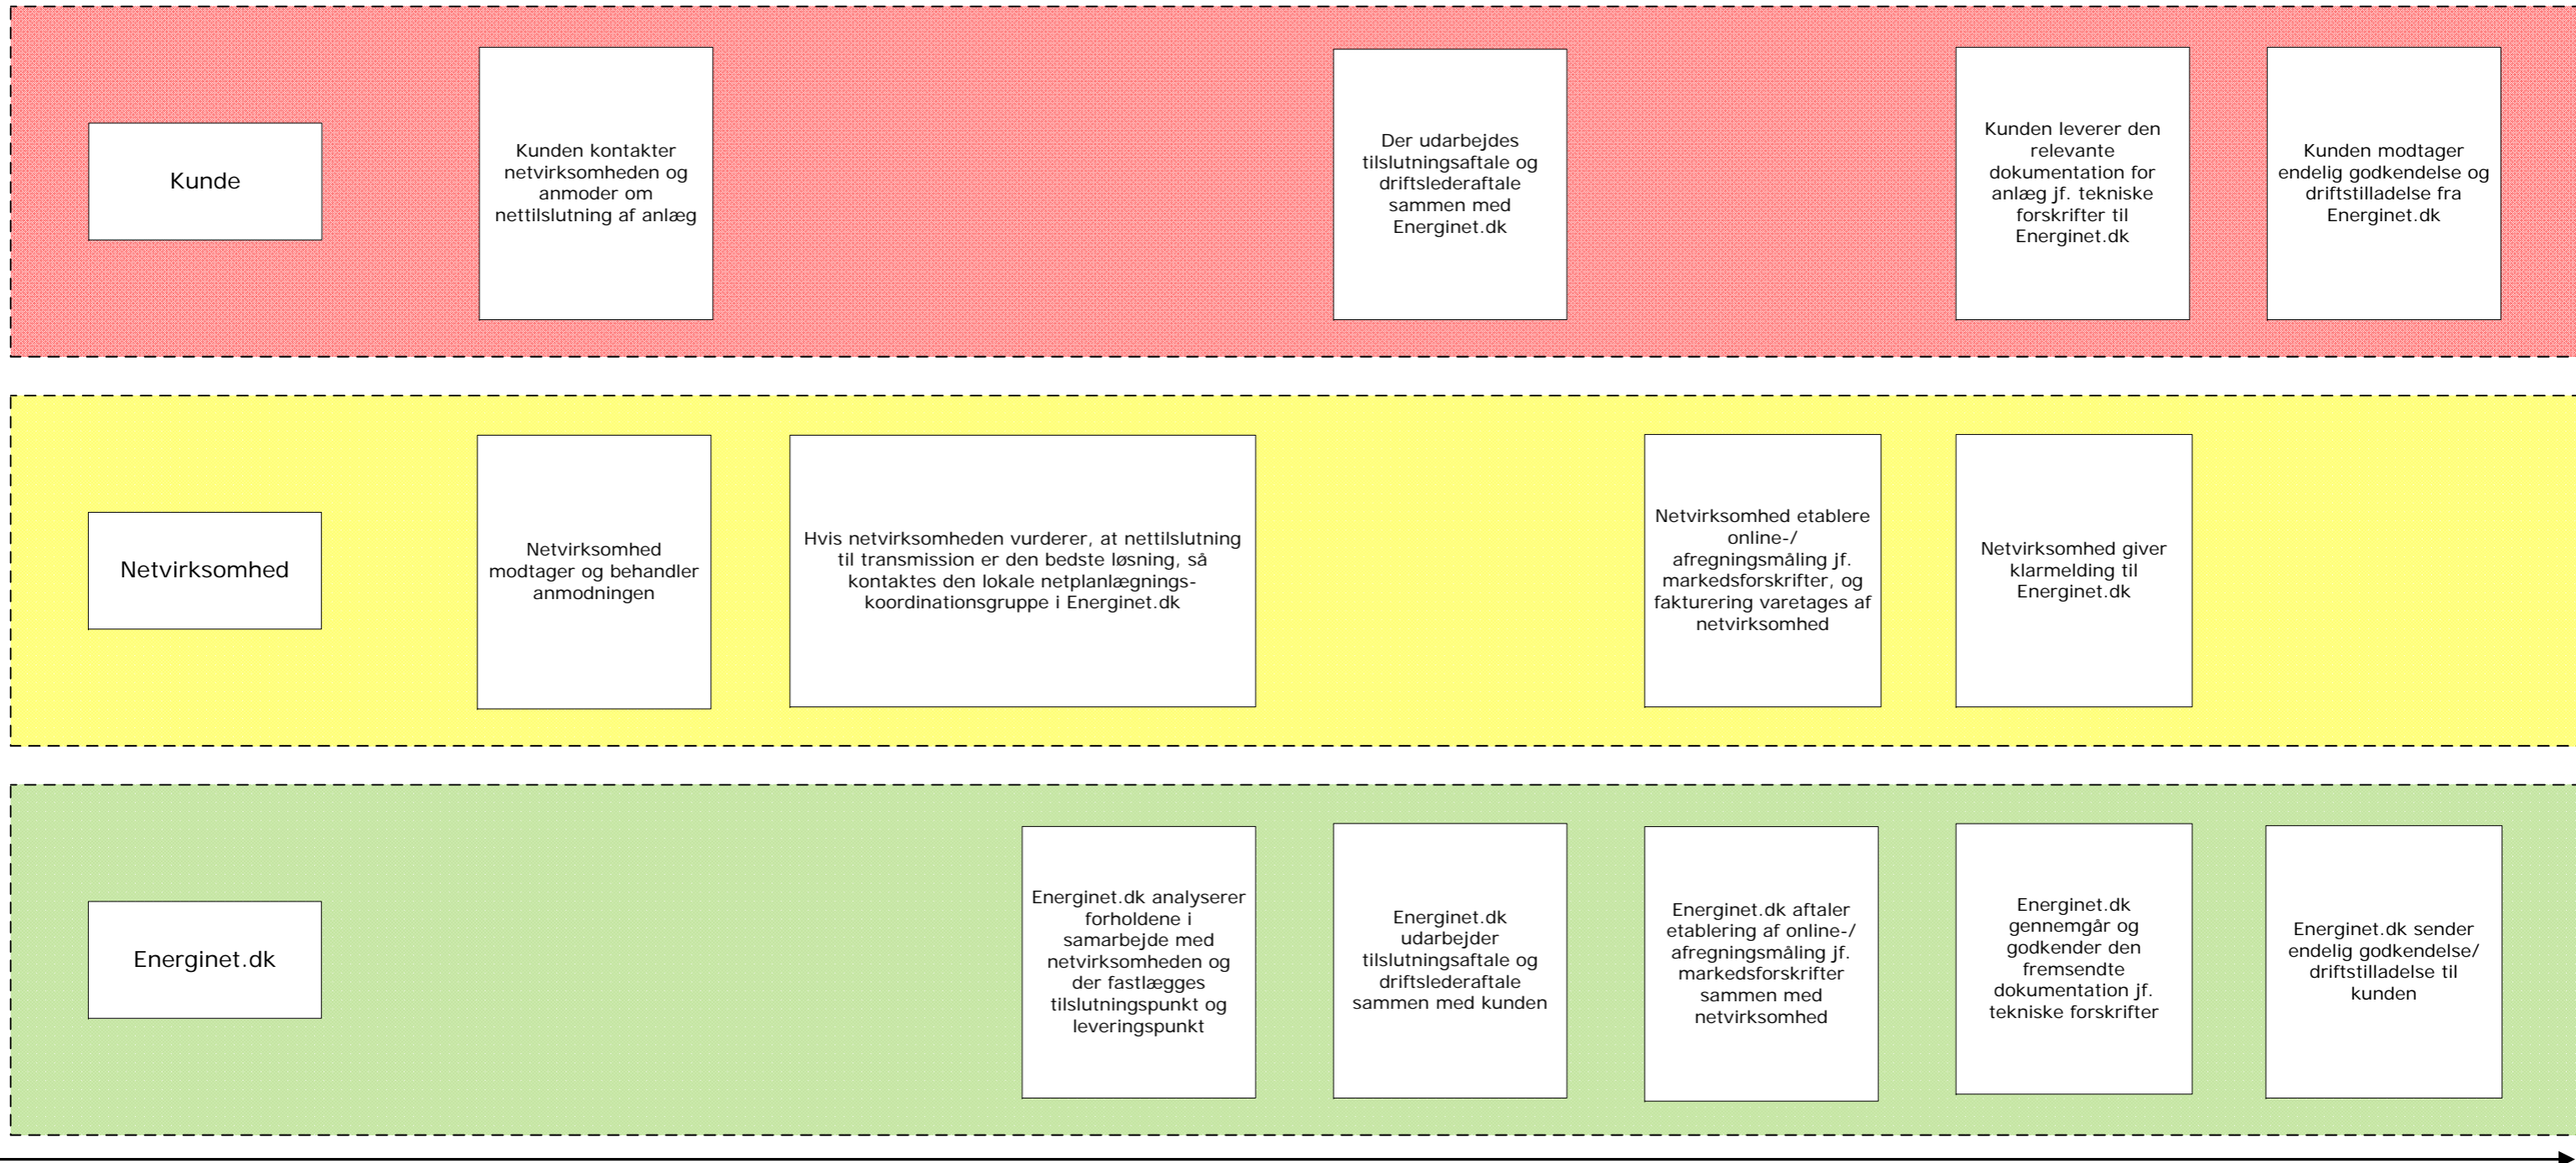 Kunde
Kunden kontakter
netvirksomheden og
anmoder om
nettilslutning af anlæg
Der udarbejdes
tilslutningsaftale og
driftslederaftale
sammen med
Energinet.dk
Kunden leverer den
relevante
dokumentation for
anlæg jf. tekniske
forskrifter til
Energinet.dk
Kunden modtager
endelig godkendelse og
driftstilladelse fra
Energinet.dk
Netvirksomhed
Netvirksomhed
modtager og behandler
anmodningen
Hvis netvirksomheden vurderer, at nettilslutning
til transmission er den bedste løsning, så
kontaktes den lokale netplanlægnings-
koordinationsgruppe i Energinet.dk
Netvirksomhed etablere
online-/
afregningsmåling jf.
markedsforskrifter, og
fakturering varetages af
netvirksomhed
Netvirksomhed giver
klarmelding til
Energinet.dk
Energinet.dk
Energinet.dk analyserer
forholdene i
samarbejde med
netvirksomheden og
der fastlægges
tilslutningspunkt og
leveringspunkt
Energinet.dk
udarbejder
tilslutningsaftale og
driftslederaftale
sammen med kunden
Energinet.dk aftaler
etablering af online-/
afregningsmåling jf.
markedsforskrifter
sammen med
netvirksomhed
Energinet.dk
gennemgår og
godkender den
fremsendte
dokumentation jf.
tekniske forskrifter
Energinet.dk sender
endelig godkendelse/
driftstilladelse til
kunden